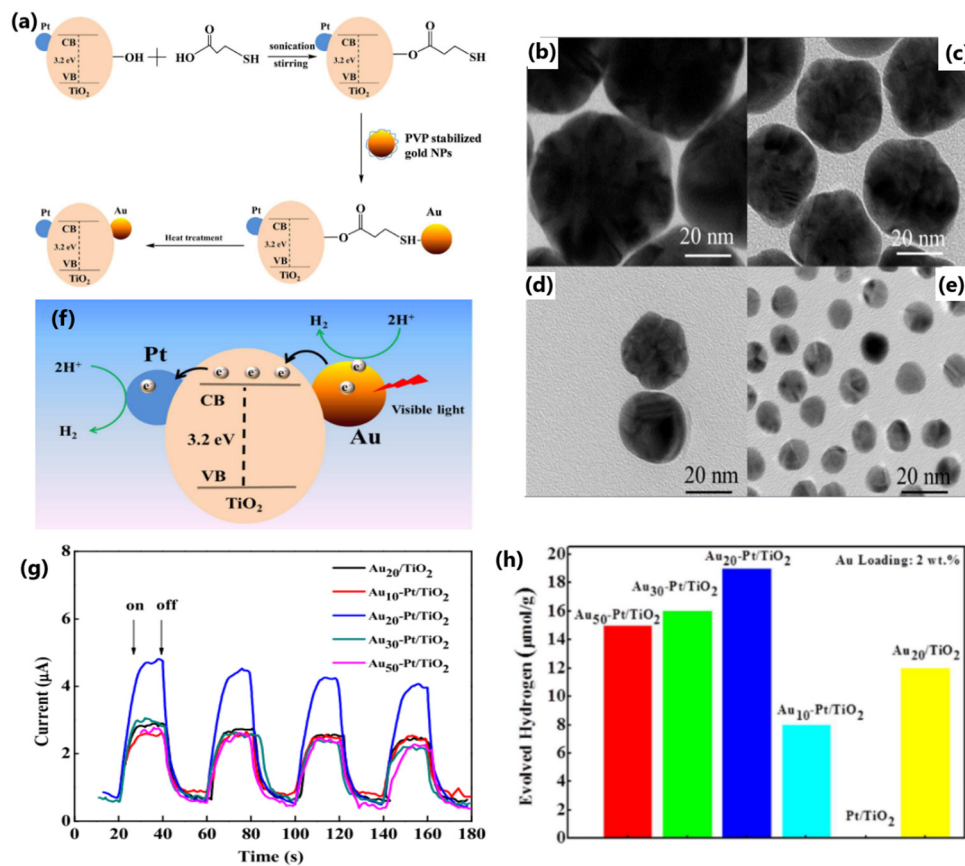 (a)
Pt
CB
3.2 eV
VB
TiO2
OH
HO
O
SH
sonication
stirring
Pt
CB
3.2 eV
VB
TiO2
O
O
SH
PVP stabilized
gold NPs
Pt
Au
CB
3.2 eV
VB
TiO2
Heat treatment
Pt
CB
3.2 eV
VB
TiO2
O
O
SH
Au
(b)
20 nm
(c)
20 nm
(d)
20 nm
(e)
20 nm
(f)
2H+
H2
Pt
e
e
e
e
CB
3.2 eV
VB
TiO2
H2
2H+
e
e
Visible light
Au
(g)
Current (µA)
8
6
4
2
0
on
off
Au20/TiO2
Au10-Pt/TiO2
Au20-Pt/TiO2
Au30-Pt/TiO2
Au50-Pt/TiO2
0 20 40 60 80 100 120 140 160 180
Time (s)
(h)
Evolved Hydrogen (µmol/g)
20
18
16
14
12
10
8
6
4
2
0
Au Loading: 2 wt.%
Au50-Pt/TiO2
Au30-Pt/TiO2
Au20-Pt/TiO2
Au10-Pt/TiO2
Pt/TiO2
Au20/TiO2